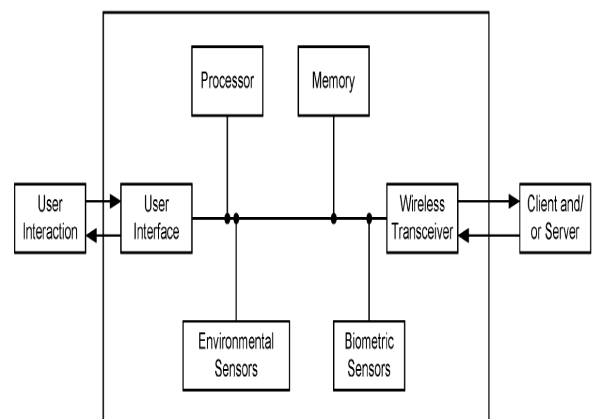 Processor
Memory
User
Interaction
User
Interface
Wireless
Transceiver
Client and/
or Server
Environmental
Sensors
Biometric
Sensors